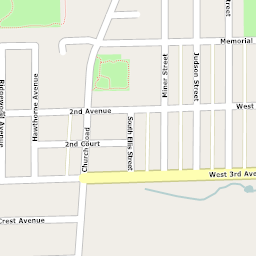 Memorial
Miner Street
Judson Street
Street
Ridgewood Avenue
Hawthorne Avenue
2nd Avenue
West
Church Road
South Ellis Street
2nd Court
West 3rd Ave
Crest Avenue